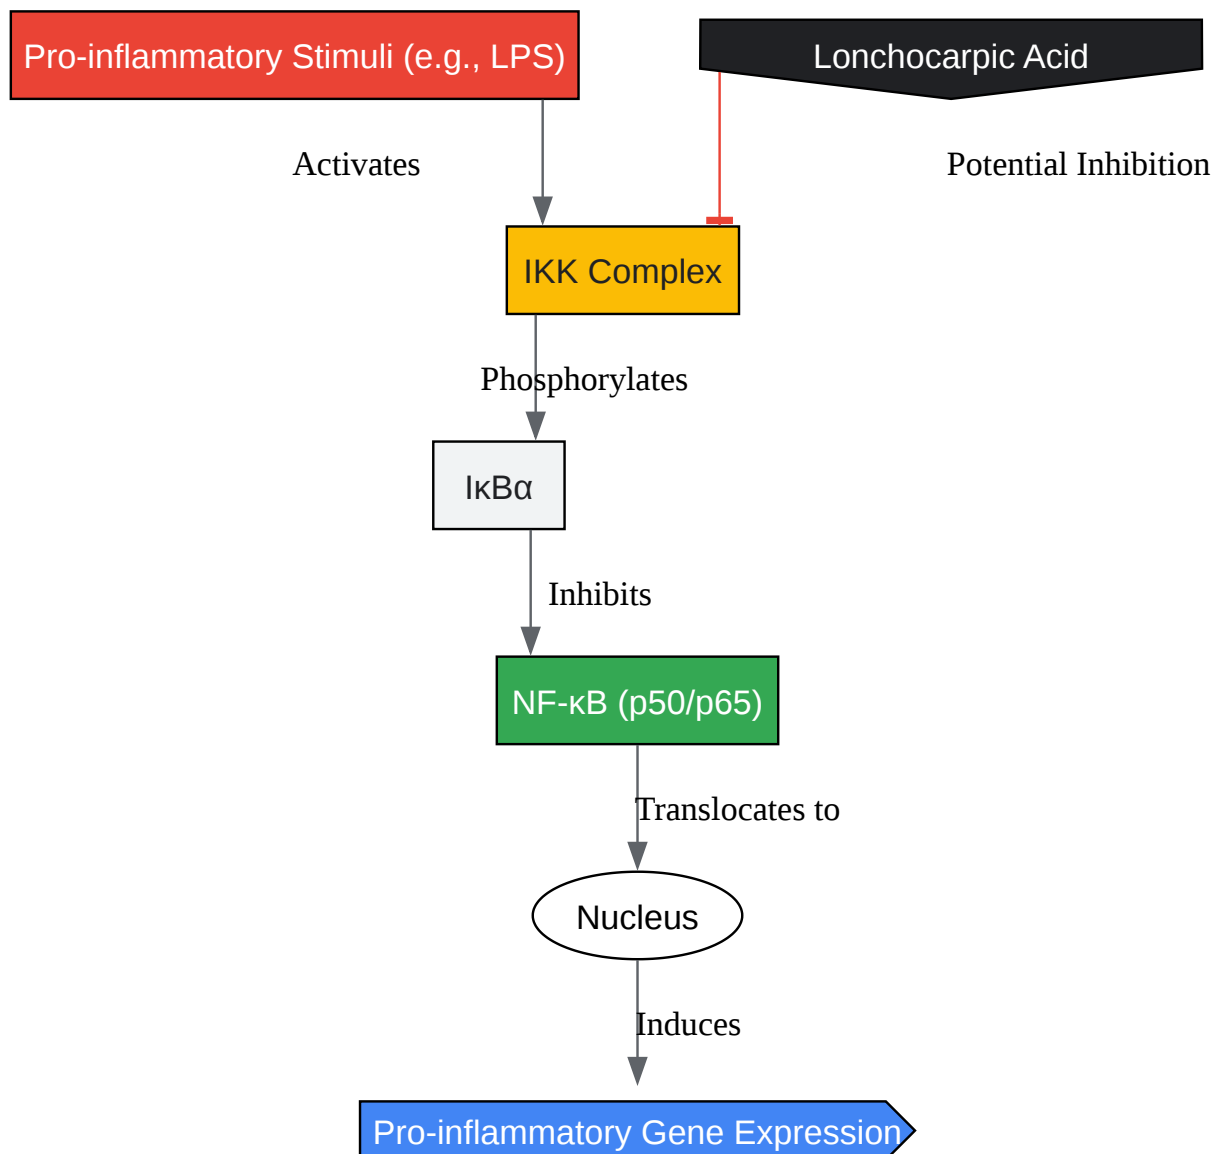 Pro-inflammatory Stimuli (e.g., LPS)
Lonchocarpic Acid
Activates
Potential Inhibition
IKK Complex
Phosphorylates
IκBα
Inhibits
NF-κB (p50/p65)
Translocates to
Nucleus
Induces
Pro-inflammatory Gene Expression